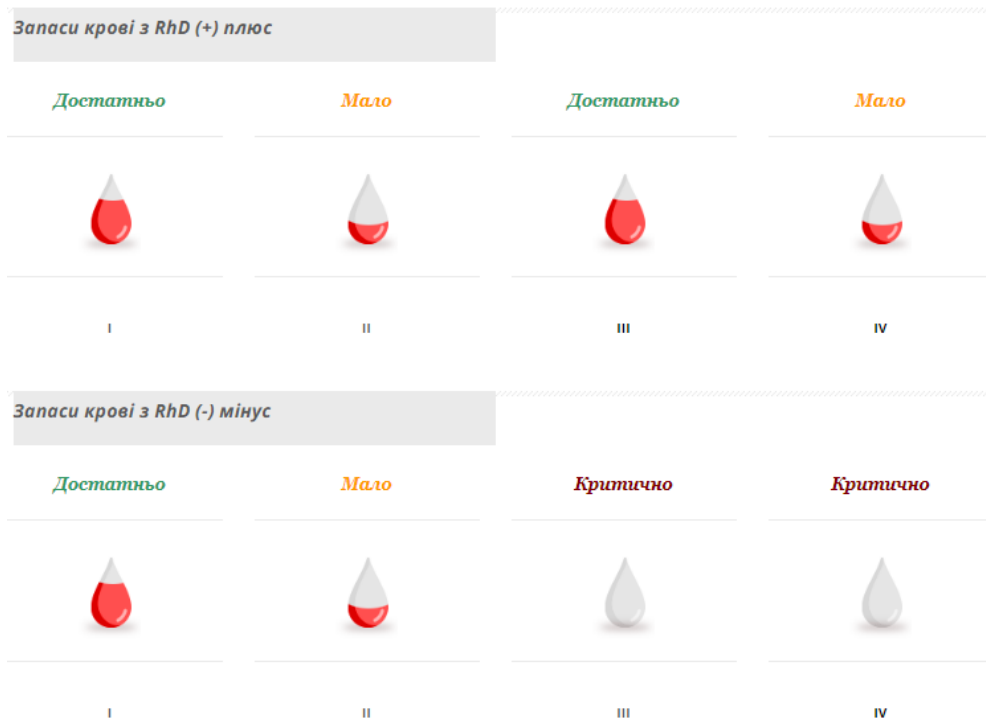 Запаси крові з RhD (+) плюс
Достатньо Мало Достатньо Мало
I II III IV
Запаси крові з RhD (-) мінус
Достатньо Мало Критично Критично
I II III IV